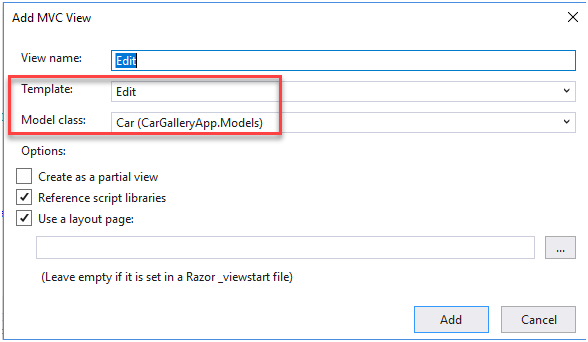 Add MVC View
View name: Edit
Template: Edit
Model class: Car (CarGalleryApp.Models)
Options:
Create as a partial view
Reference script libraries
Use a layout page:
...
(Leave empty if it is set in a Razor _viewstart file)
Add Cancel